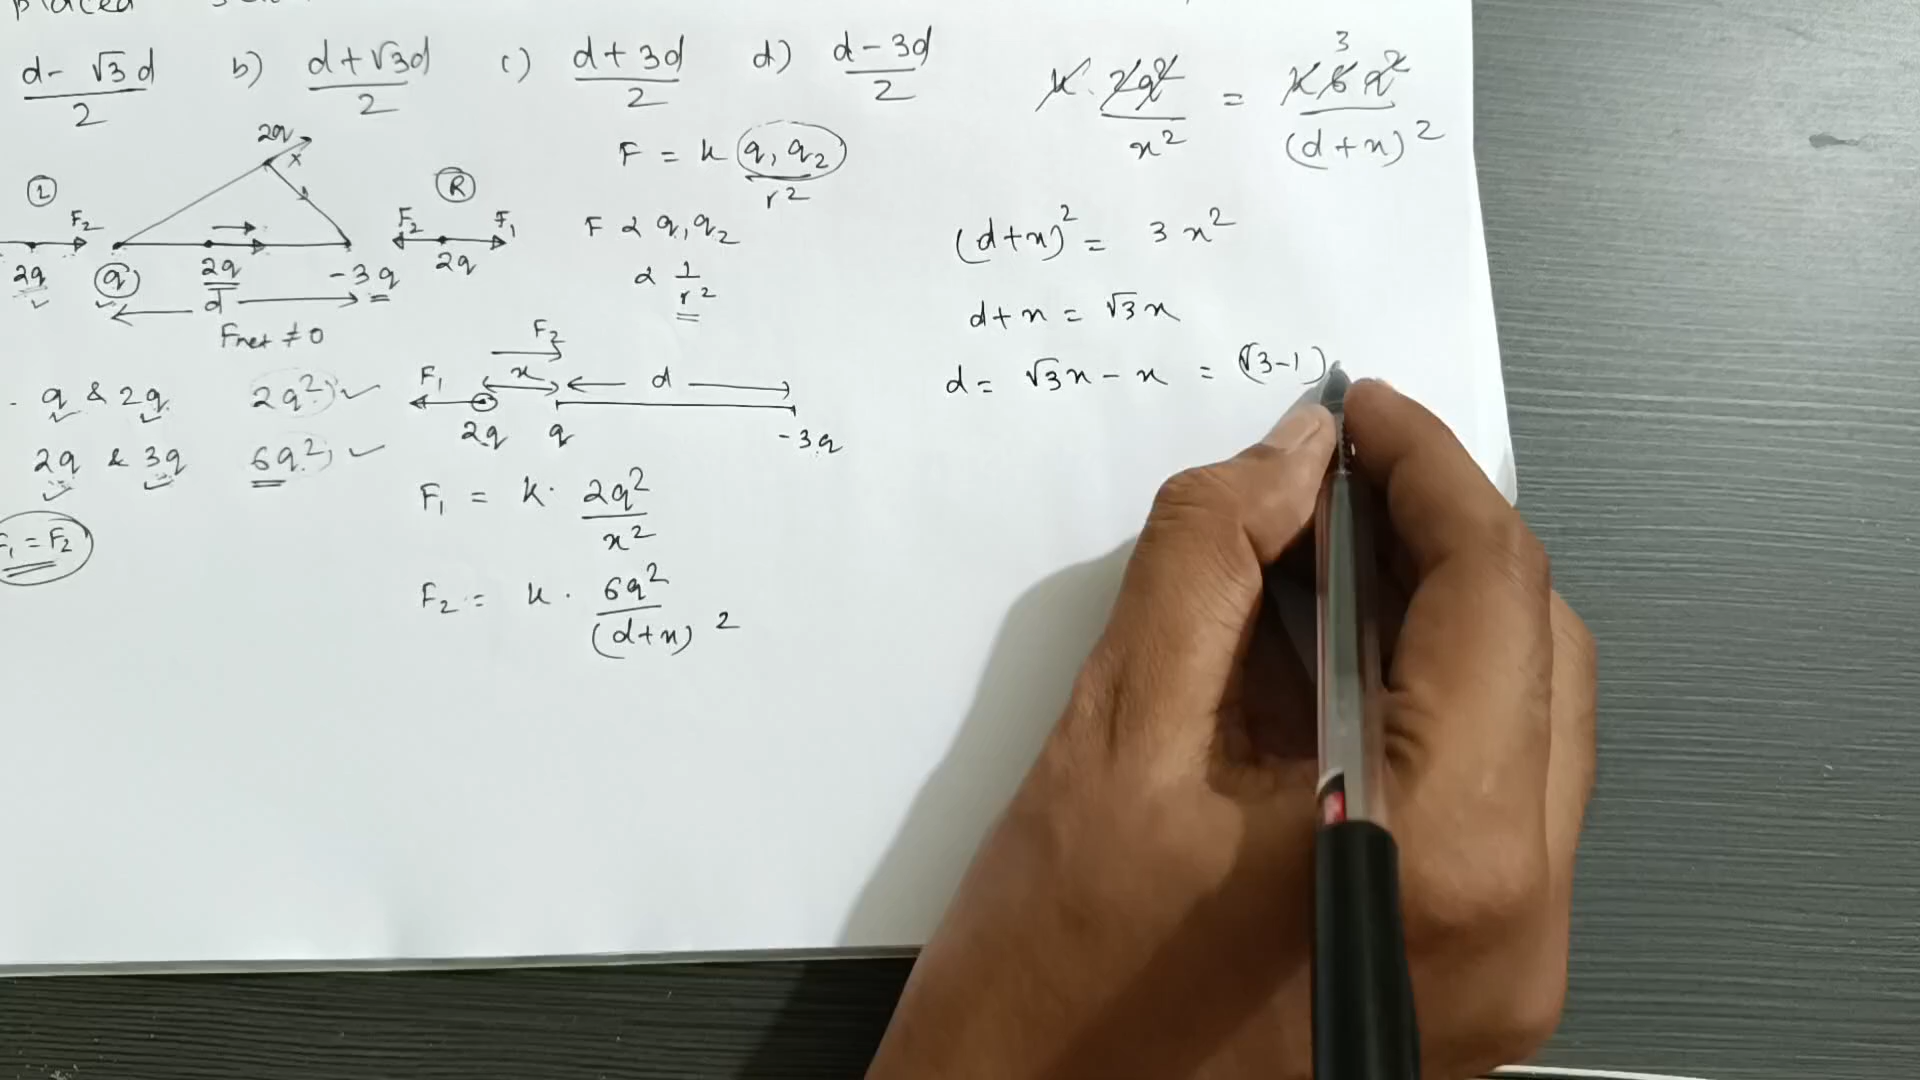 placed
d - √3 d / 2 b) d + √3d / 2 c) d + 3d / 2 d) d - 3d / 2
2q x
L R
F2 F2 F1
2q q 2q - 3q 2q
d
Fnet ≠ 0
F = k q1 q2 / r²
F α q1 q2
α 1 / r²
q & 2q 2q²
2q & 3q 6q²
F1 = F2
F2
F1 x d
2q q - 3q
F1 = k · 2q² / x²
F2 = k · 6q² / (d+x)²
k · 2q² / x² = k 6 q² / (d+x)²
3
(d+x)² = 3 x²
d + x = √3 x
d = √3 x - x = (√3 - 1)